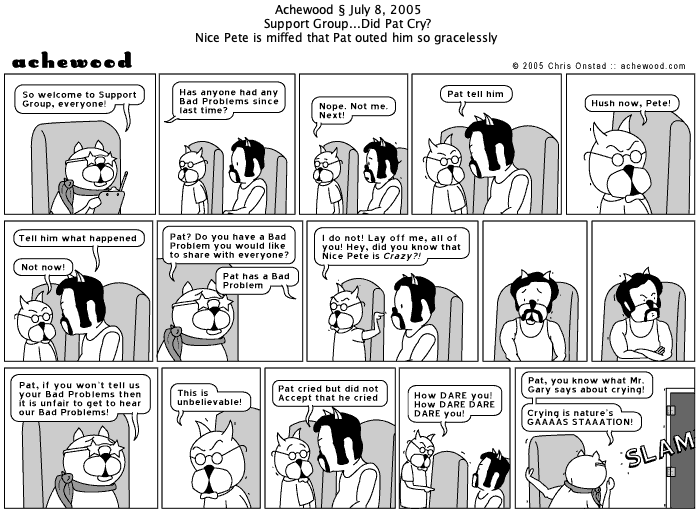 Achewood § July 8, 2005
Support Group...Did Pat Cry?
Nice Pete is miffed that Pat outed him so gracelessly
achewood
© 2005 Chris Onstad :: achewood.com
So welcome to Support
Group, everyone!
Has anyone had any
Bad Problems since
last time?
Nope. Not me.
Next!
Pat tell him
Hush now, Pete!
Tell him what happened
Not now!
Pat? Do you have a Bad
Problem you would like
to share with everyone?
Pat has a Bad
Problem
I do not! Lay off me, all of
you! Hey, did you know that
Nice Pete is Crazy?!
Pat, if you won't tell us
your Bad Problems then
it is unfair to get to hear
our Bad Problems!
This is
unbelievable!
Pat cried but did not
Accept that he cried
How DARE you!
How DARE DARE
DARE you!
Pat, you know what Mr.
Gary says about crying!
Crying is nature's
GAAAAS STAAATION!
SLAM